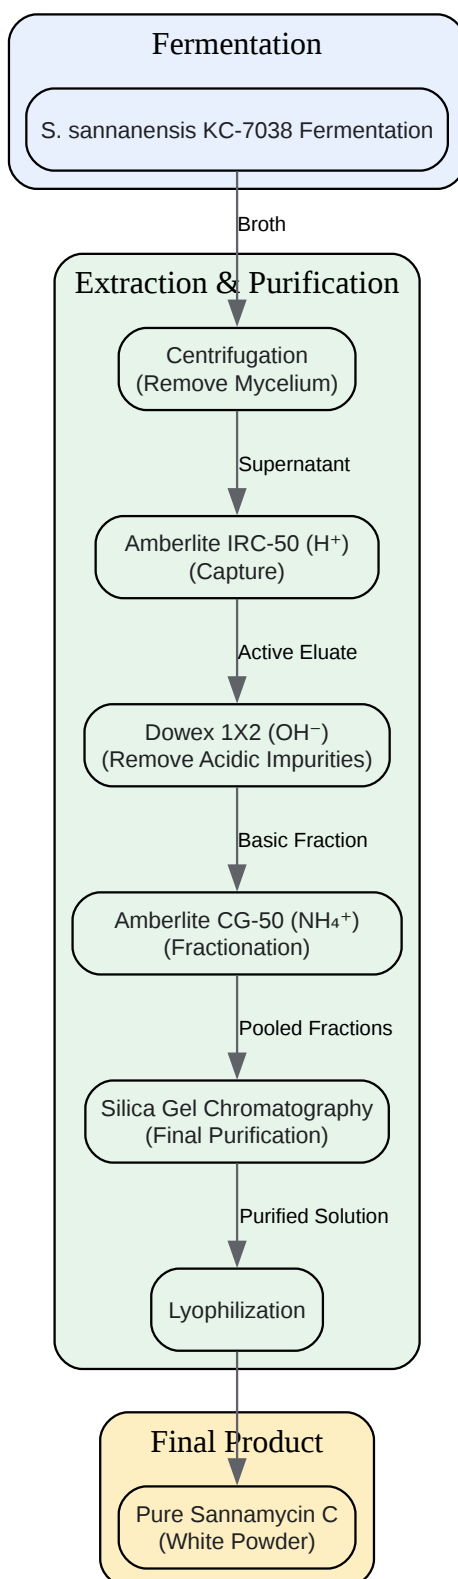 Fermentation
S. sannanensis KC-7038 Fermentation
Broth
Extraction & Purification
Centrifugation
(Remove Mycelium)
Supernatant
Amberlite IRC-50 (H⁺)
(Capture)
Active Eluate
Dowex 1X2 (OH⁻)
(Remove Acidic Impurities)
Basic Fraction
Amberlite CG-50 (NH₄⁺)
(Fractionation)
Pooled Fractions
Silica Gel Chromatography
(Final Purification)
Purified Solution
Lyophilization
Final Product
Pure Sannamycin C
(White Powder)